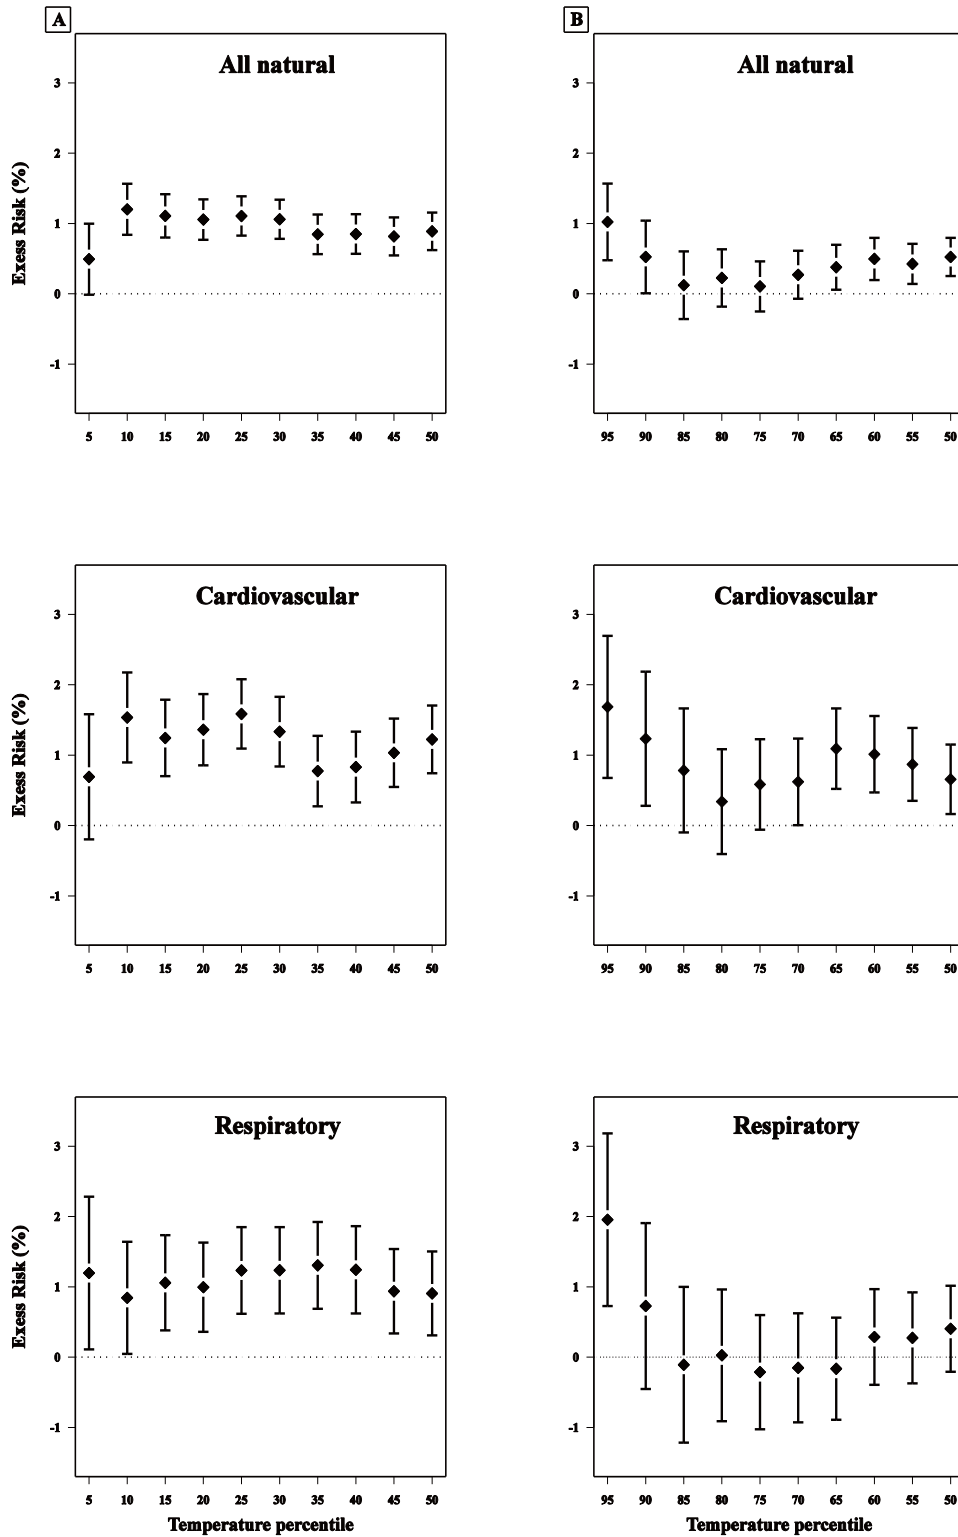 A
B
All natural
All natural
Exess Risk (%)
3
2
1
0
-1
3
2
1
0
-1
5 10 15 20 25 30 35 40 45 50
95 90 85 80 75 70 65 60 55 50
Cardiovascular
Cardiovascular
Exess Risk (%)
3
2
1
0
-1
3
2
1
0
-1
5 10 15 20 25 30 35 40 45 50
95 90 85 80 75 70 65 60 55 50
Respiratory
Respiratory
Exess Risk (%)
3
2
1
0
-1
3
2
1
0
-1
5 10 15 20 25 30 35 40 45 50
95 90 85 80 75 70 65 60 55 50
Temperature percentile
Temperature percentile